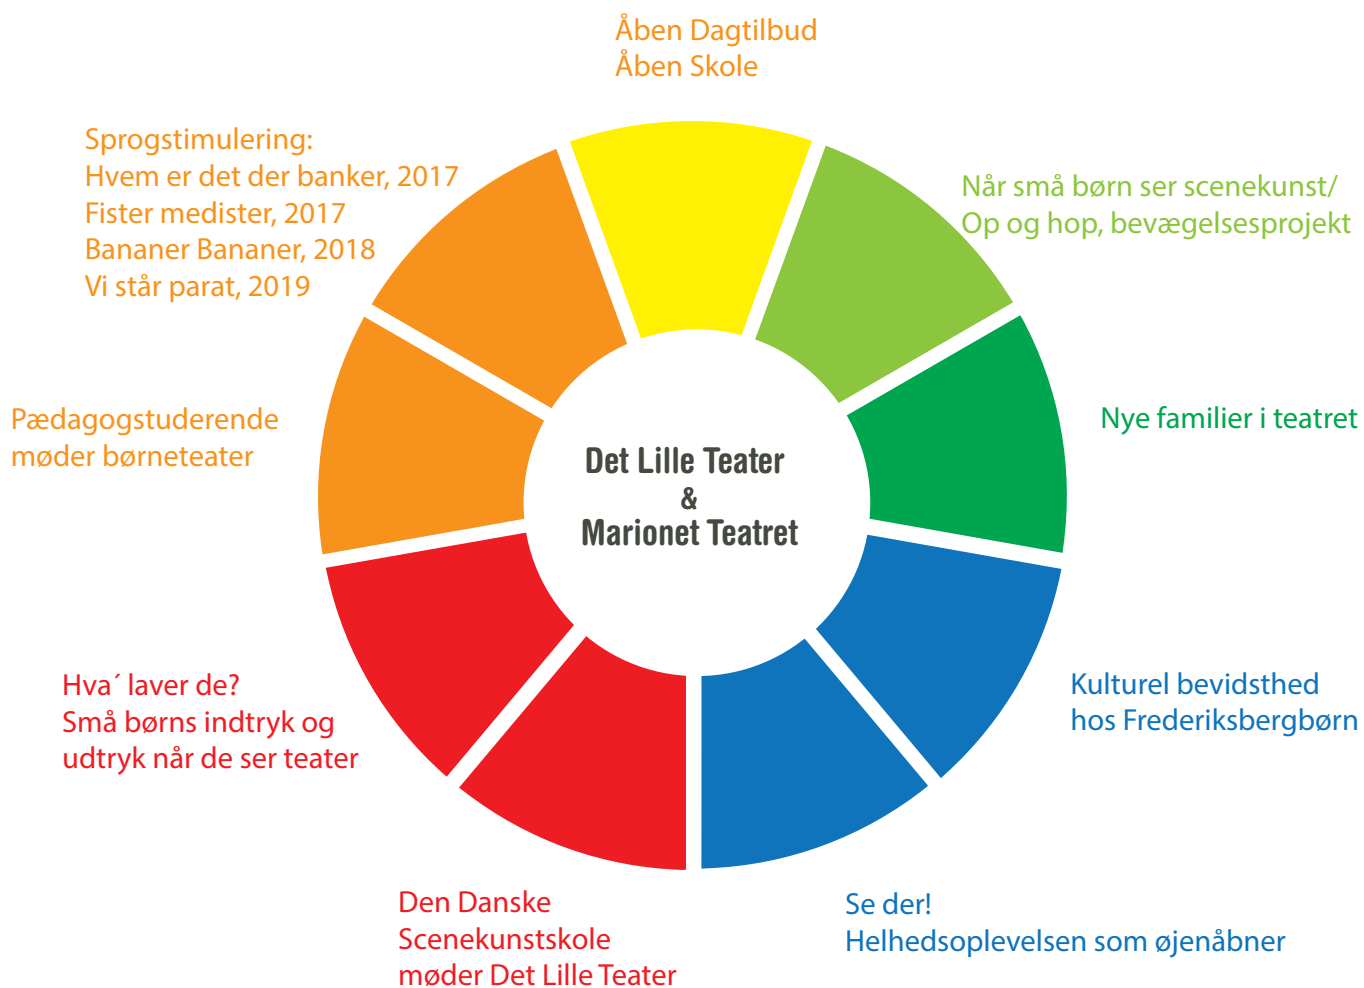 Åben Dagtilbud
Åben Skole
Sprogstimulering:
Hvem er det der banker, 2017
Fister medister, 2017
Bananer Bananer, 2018
Vi står parat, 2019
Når små børn ser scenekunst/
Op og hop, bevægelsesprojekt
Pædagogstuderende
møder børneteater
Det Lille Teater
&
Marionet Teatret
Nye familier i teatret
Hva´ laver de?
Små børns indtryk og
udtryk når de ser teater
Kulturel bevidsthed
hos Frederiksbergbørn
Den Danske
Scenekunstskole
møder Det Lille Teater
Se der!
Helhedsoplevelsen som øjenåbner